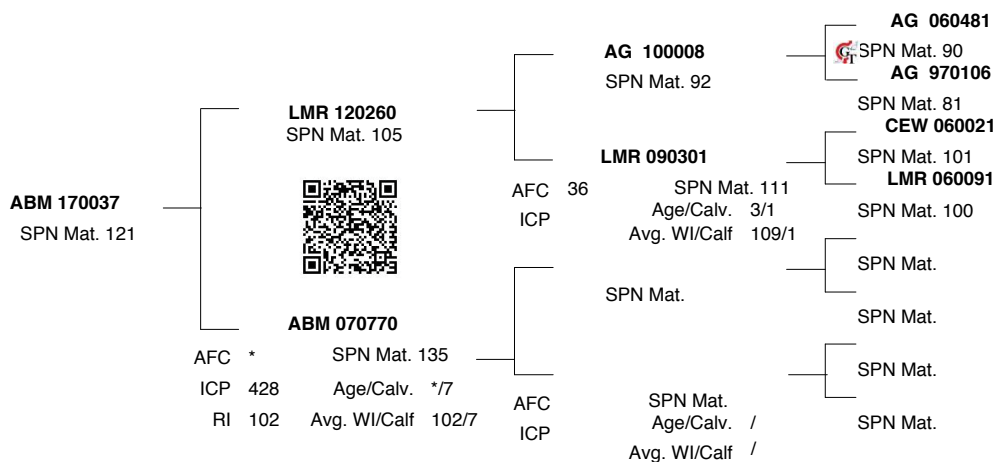 AG 060481
AG 100008
GT SPN Mat. 90
SPN Mat. 92
AG 970106
LMR 120260
SPN Mat. 81
SPN Mat. 105
CEW 060021
LMR 090301
SPN Mat. 101
AFC 36 SPN Mat. 111
LMR 060091
ABM 170037
ICP Age/Calv. 3/1
SPN Mat. 100
SPN Mat. 121
Avg. WI/Calf 109/1
SPN Mat.
SPN Mat.
SPN Mat.
ABM 070770
AFC * SPN Mat. 135
SPN Mat.
ICP 428 Age/Calv. */7
AFC SPN Mat.
RI 102 Avg. WI/Calf 102/7
Age/Calv. /
SPN Mat.
ICP
Avg. WI/Calf /